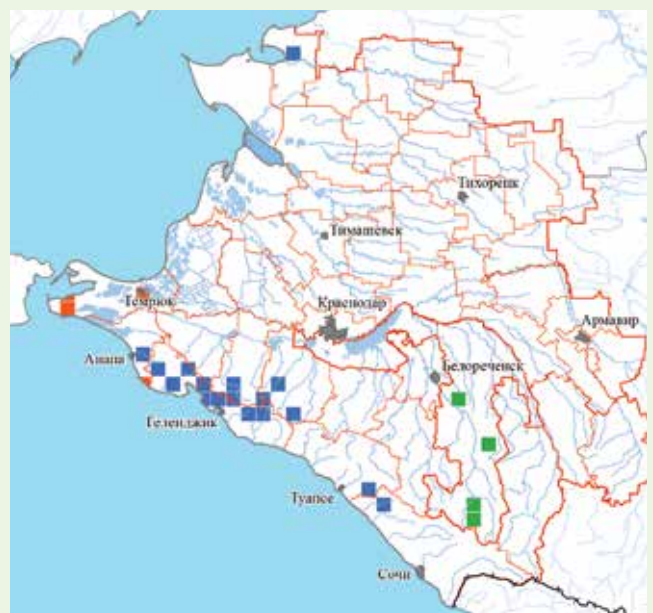 Тихорецк
Тимашевск
Темрюк
Краснодар
Армавир
Анапа
Белореченск
Геленджик
Туапсе
Сочи